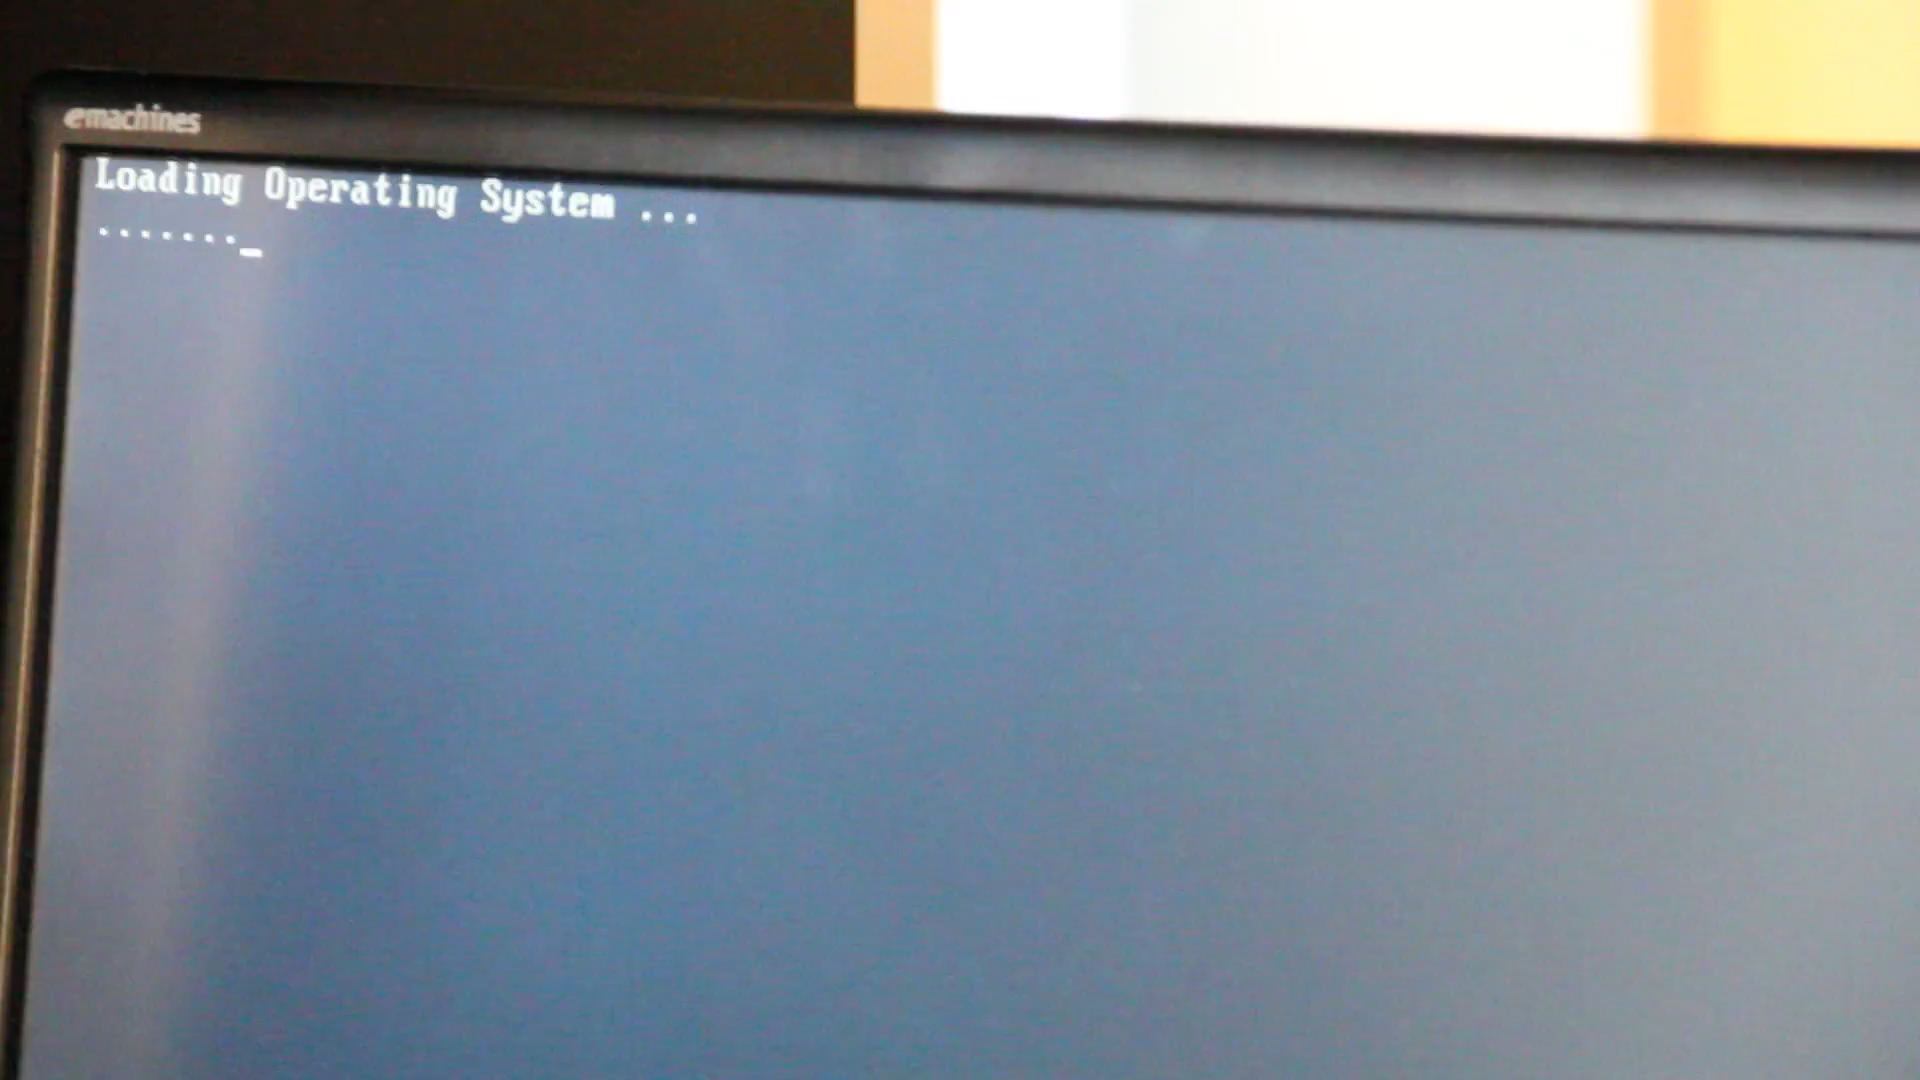 emachines
Loading Operating System ...
......._